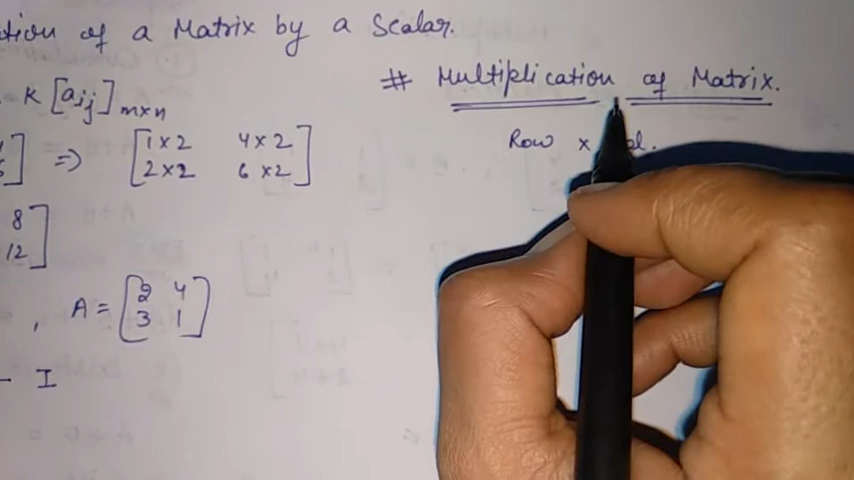 tion of a Matrix by a Scalar.
# Multiplication of Matrix.
K [aij] m×n
Row × Col.
[1×2 4×2] 
⇒ [2×2 6×2]
8
12
, A = [2 4]
[3 1]
- I